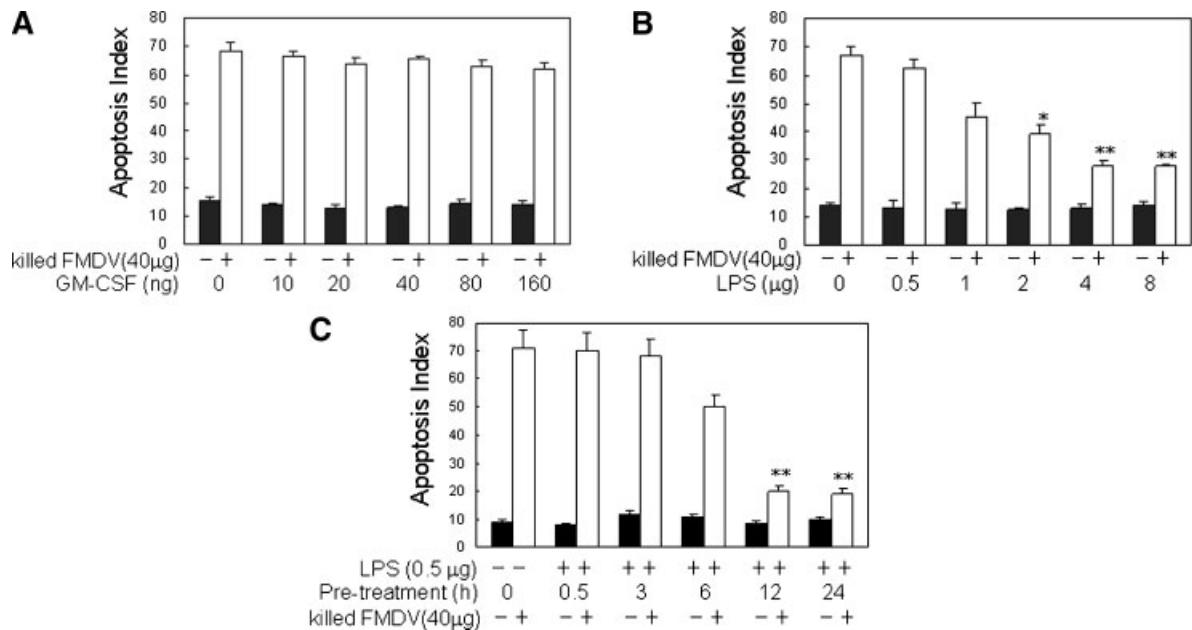 A
Apoptosis Index
80
70
60
50
40
30
20
10
0
killed FMDV(40µg) − + − + − + − + − + − +
GM-CSF (ng) 0 10 20 40 80 160
B
Apoptosis Index
80
70
60
50
40
30
20
10
0
* ** **
killed FMDV(40µg) − + − + − + − + − + − +
LPS (µg) 0 0.5 1 2 4 8
C
Apoptosis Index
80
70
60
50
40
30
20
10
0
** **
LPS (0.5 µg) − − + + + + + + + + + +
Pre-treatment (h) 0 0.5 3 6 12 24
killed FMDV(40µg) − + − + − + − + − + − +